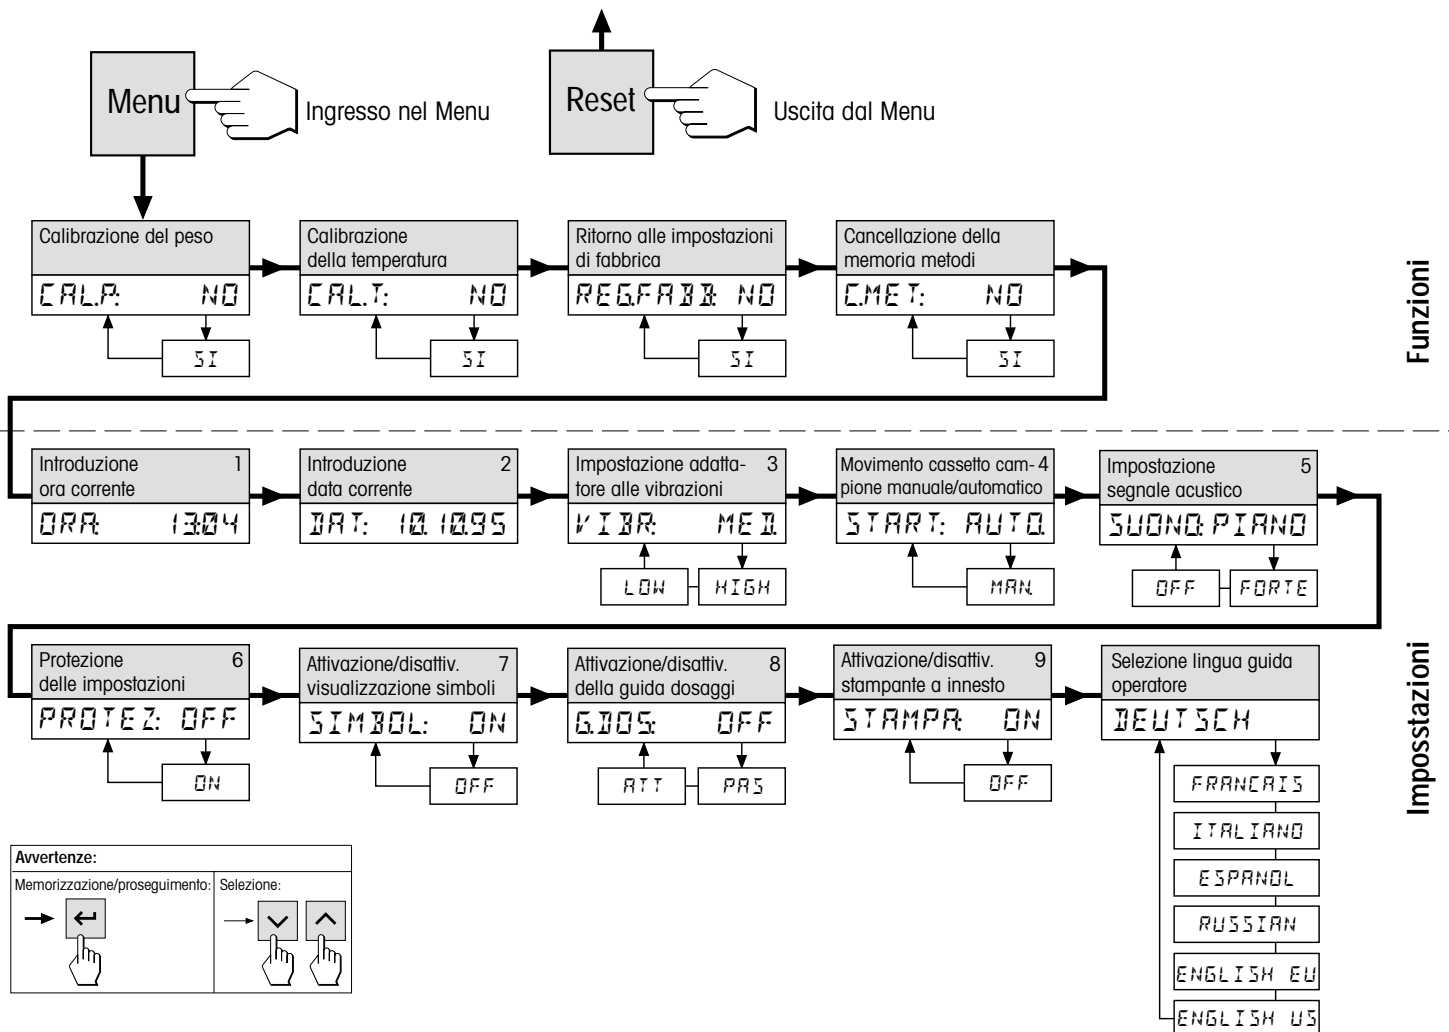 Menu
Ingresso nel Menu
Reset
Uscita dal Menu
Calibrazione del peso
CAL.P: NO
SI
Calibrazione
della temperatura
CAL.T: NO
SI
Ritorno alle impostazioni
di fabbrica
REG.FABB: NO
SI
Cancellazione della
memoria metodi
C.MET: NO
SI
Funzioni
Introduzione 1
ora corrente
ORA: 13:04
Introduzione 2
data corrente
DAT: 10.10.95
Impostazione adatta- 3
tore alle vibrazioni
VIBR: MED.
LOW
HIGH
Movimento cassetto cam- 4
pione manuale/automatico
START: AUTO.
MAN.
Impostazione 5
segnale acustico
SUONO: PIANO
OFF
FORTE
Protezione 6
delle impostazioni
PROTEZ: OFF
ON
Attivazione/disattiv. 7
visualizzazione simboli
SIMBOL: ON
OFF
Attivazione/disattiv. 8
della guida dosaggi
G.DOS: OFF
ATT
PAS
Attivazione/disattiv. 9
stampante a innesto
STAMPA: ON
OFF
Selezione lingua guida
operatore
DEUTSCH
FRANCAIS
ITALIANO
ESPANOL
RUSSIAN
ENGLISH EU
ENGLISH US
Imposstazioni
Avvertenze:
Memorizzazione/proseguimento:
Selezione: